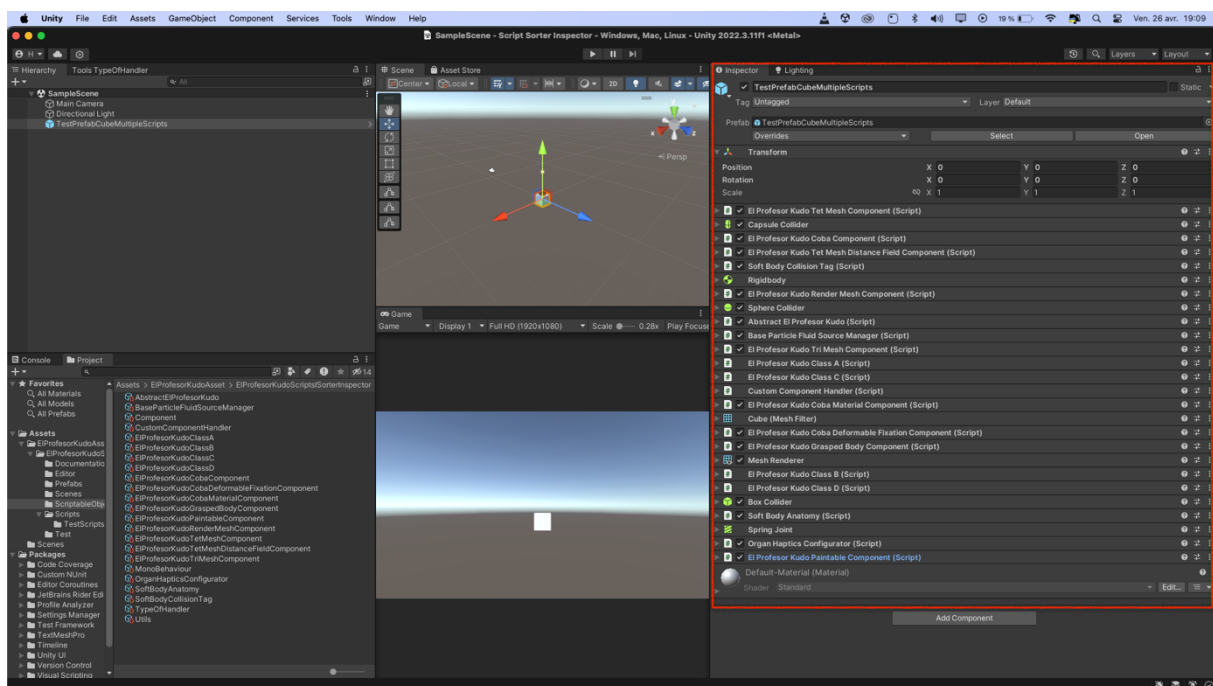 Unity File Edit Assets GameObject Component Services Tools Window Help
19 % Ven. 26 avr. 19:09
SampleScene - Script Sorter Inspector - Windows, Mac, Linux - Unity 2022.3.11f1 <Metal>
H
Layers Layout
Hierarchy Tools TypeOfHandler
All
SampleScene
Main Camera
Directional Light
TestPrefabCubeMultipleScripts
Scene Asset Store
Center Local 2D
y
x z
Persp
Game
Game Display 1 Full HD (1920x1080) Scale 0.28x Play Focuse
Console Project
14
Favorites
All Materials
All Models
All Prefabs
Assets
ElProfesorKudoAss
ElProfesorKudoS
Documentatio
Editor
Prefabs
Scenes
ScriptableObj
Scripts
TestScripts
Test
Scenes
Packages
Code Coverage
Custom NUnit
Editor Coroutines
JetBrains Rider Edi
Profile Analyzer
Settings Manager
Test Framework
TextMeshPro
Timeline
Unity UI
Version Control
Visual Scripting
Assets > ElProfesorKudoAsset > ElProfesorKudoScriptsISorterInspector
AbstractElProfesorKudo
BaseParticleFluidSourceManager
Component
CustomComponentHandler
ElProfesorKudoClassA
ElProfesorKudoClassB
ElProfesorKudoClassC
ElProfesorKudoClassD
ElProfesorKudoCobaComponent
ElProfesorKudoCobaDeformableFixationComponent
ElProfesorKudoCobaMaterialComponent
ElProfesorKudoGraspedBodyComponent
ElProfesorKudoPaintableComponent
ElProfesorKudoRenderMeshComponent
ElProfesorKudoTetMeshComponent
ElProfesorKudoTetMeshDistanceFieldComponent
ElProfesorKudoTriMeshComponent
MonoBehaviour
OrganHapticsConfigurator
SoftBodyAnatomy
SoftBodyCollisionTag
TypeOfHandler
Utils
Inspector Lighting
TestPrefabCubeMultipleScripts Static
Tag Untagged Layer Default
Prefab TestPrefabCubeMultipleScripts
Overrides Select Open
Transform
Position X 0 Y 0 Z 0
Rotation X 0 Y 0 Z 0
Scale X 1 Y 1 Z 1
El Profesor Kudo Tet Mesh Component (Script)
Capsule Collider
El Profesor Kudo Coba Component (Script)
El Profesor Kudo Tet Mesh Distance Field Component (Script)
Soft Body Collision Tag (Script)
Rigidbody
El Profesor Kudo Render Mesh Component (Script)
Sphere Collider
Abstract El Profesor Kudo (Script)
Base Particle Fluid Source Manager (Script)
El Profesor Kudo Tri Mesh Component (Script)
El Profesor Kudo Class A (Script)
El Profesor Kudo Class C (Script)
Custom Component Handler (Script)
El Profesor Kudo Coba Material Component (Script)
Cube (Mesh Filter)
El Profesor Kudo Coba Deformable Fixation Component (Script)
El Profesor Kudo Grasped Body Component (Script)
Mesh Renderer
El Profesor Kudo Class B (Script)
El Profesor Kudo Class D (Script)
Box Collider
Soft Body Anatomy (Script)
Spring Joint
Organ Haptics Configurator (Script)
El Profesor Kudo Paintable Component (Script)
Default-Material (Material)
Shader Standard Edit...
Add Component